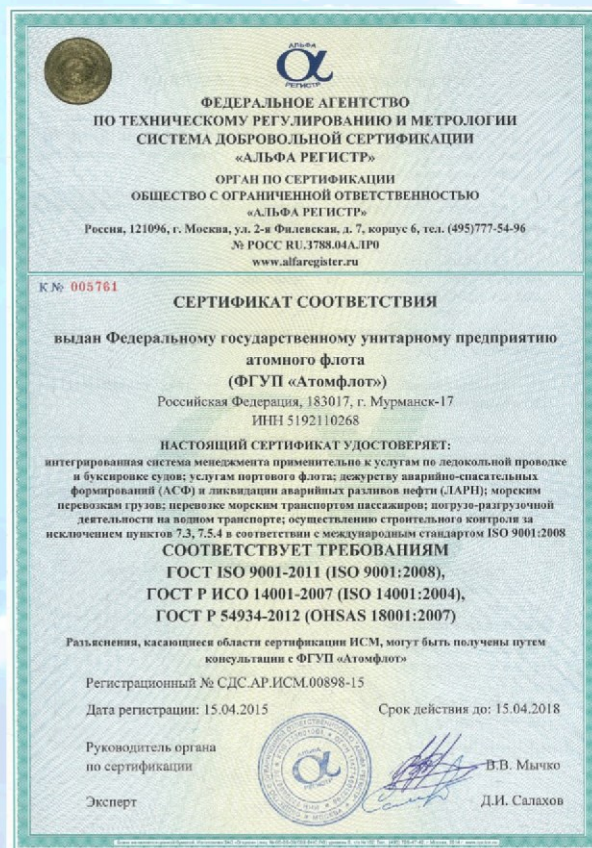 АЛЬФА
РЕГИСТР
ФЕДЕРАЛЬНОЕ АГЕНТСТВО
ПО ТЕХНИЧЕСКОМУ РЕГУЛИРОВАНИЮ И МЕТРОЛОГИИ
СИСТЕМА ДОБРОВОЛЬНОЙ СЕРТИФИКАЦИИ
«АЛЬФА РЕГИСТР»
ОРГАН ПО СЕРТИФИКАЦИИ
ОБЩЕСТВО С ОГРАНИЧЕННОЙ ОТВЕТСТВЕННОСТЬЮ
«АЛЬФА РЕГИСТР»
Россия, 121096, г. Москва, ул. 2-я Филевская, д. 7, корпус 6, тел. (495)777-54-96
№ РОСС RU.3788.04АЛР0
www.alfaregister.ru
К № 005761
СЕРТИФИКАТ СООТВЕТСТВИЯ
выдан Федеральному государственному унитарному предприятию
атомного флота
(ФГУП «Атомфлот»)
Российская Федерация, 183017, г. Мурманск-17
ИНН 5192110268
НАСТОЯЩИЙ СЕРТИФИКАТ УДОСТОВЕРЯЕТ:
интегрированная система менеджмента применительно к услугам по ледокольной проводке
и буксировке судов; услугам портового флота; дежурству аварийно-спасательных
формирований (АСФ) и ликвидации аварийных разливов нефти (ЛАРН); морским
перевозкам грузов; перевозке морским транспортом пассажиров; погрузо-разгрузочной
деятельности на водном транспорте; осуществлению строительного контроля за
исключением пунктов 7.3, 7.5.4 в соответствии с международным стандартом ISO 9001:2008
СООТВЕТСТВУЕТ ТРЕБОВАНИЯМ
ГОСТ ISO 9001-2011 (ISO 9001:2008),
ГОСТ Р ИСО 14001-2007 (ISO 14001:2004),
ГОСТ Р 54934-2012 (OHSAS 18001:2007)
Разъяснения, касающиеся области сертификации ИСМ, могут быть получены путем
консультации с ФГУП «Атомфлот»
Регистрационный № СДС.АР.ИСМ.00898-15
Дата регистрации: 15.04.2015 Срок действия до: 15.04.2018
Руководитель органа
по сертификации В.В. Мычко
Эксперт Д.И. Салахов
АЛЬФА
РЕГИСТР